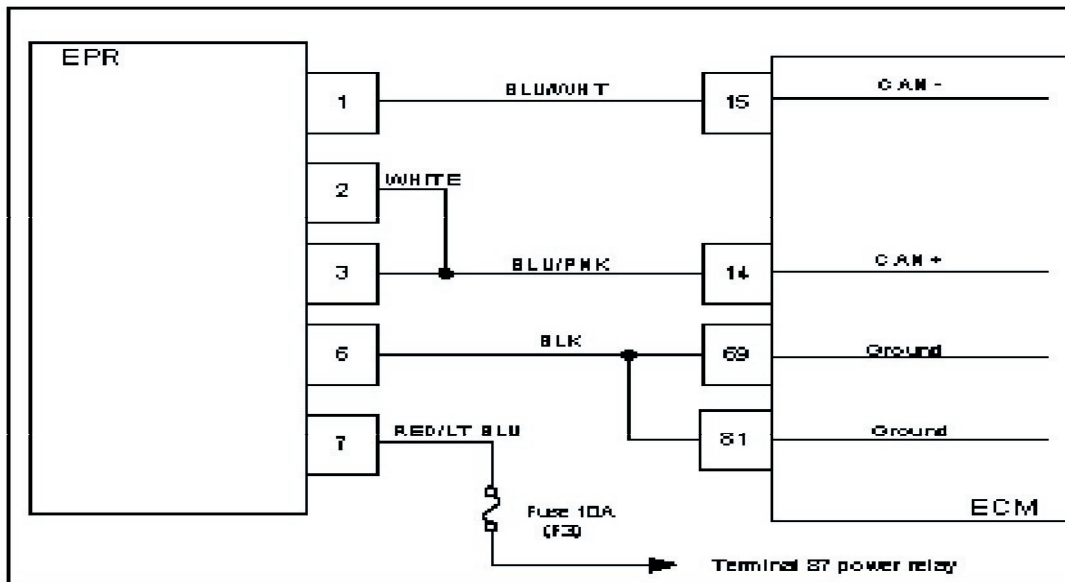 EPR
1
BLU/WHT
15
CAN -
2
WHITE
3
BLU/PNK
14
CAN +
6
BLK
69
Ground
7
RED/LT BLU
81
Ground
Fuse 10A
(F3)
ECM
Terminal 87 power relay